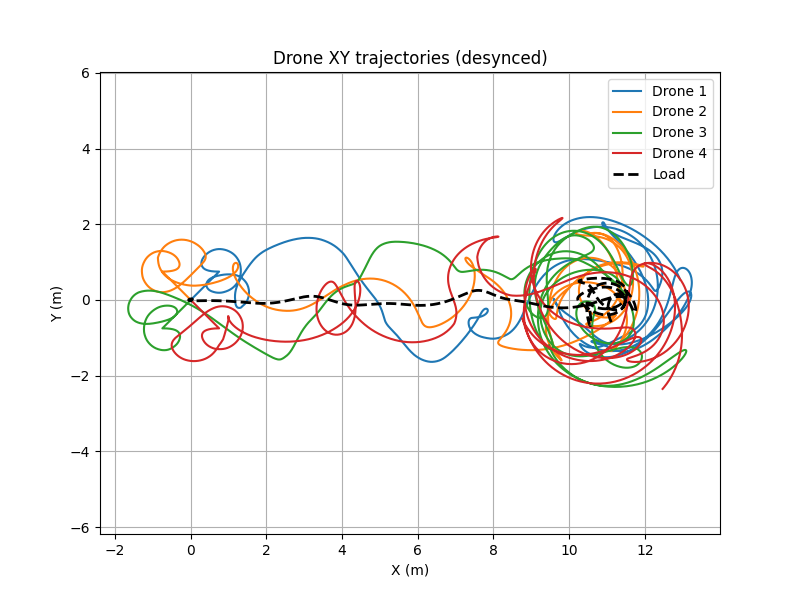 Drone XY trajectories (desynced)
Drone 1
Drone 2
Drone 3
Drone 4
Load
6
4
2
0
−2
−4
−6
Y (m)
−2
0
2
4
6
8
10
12
X (m)